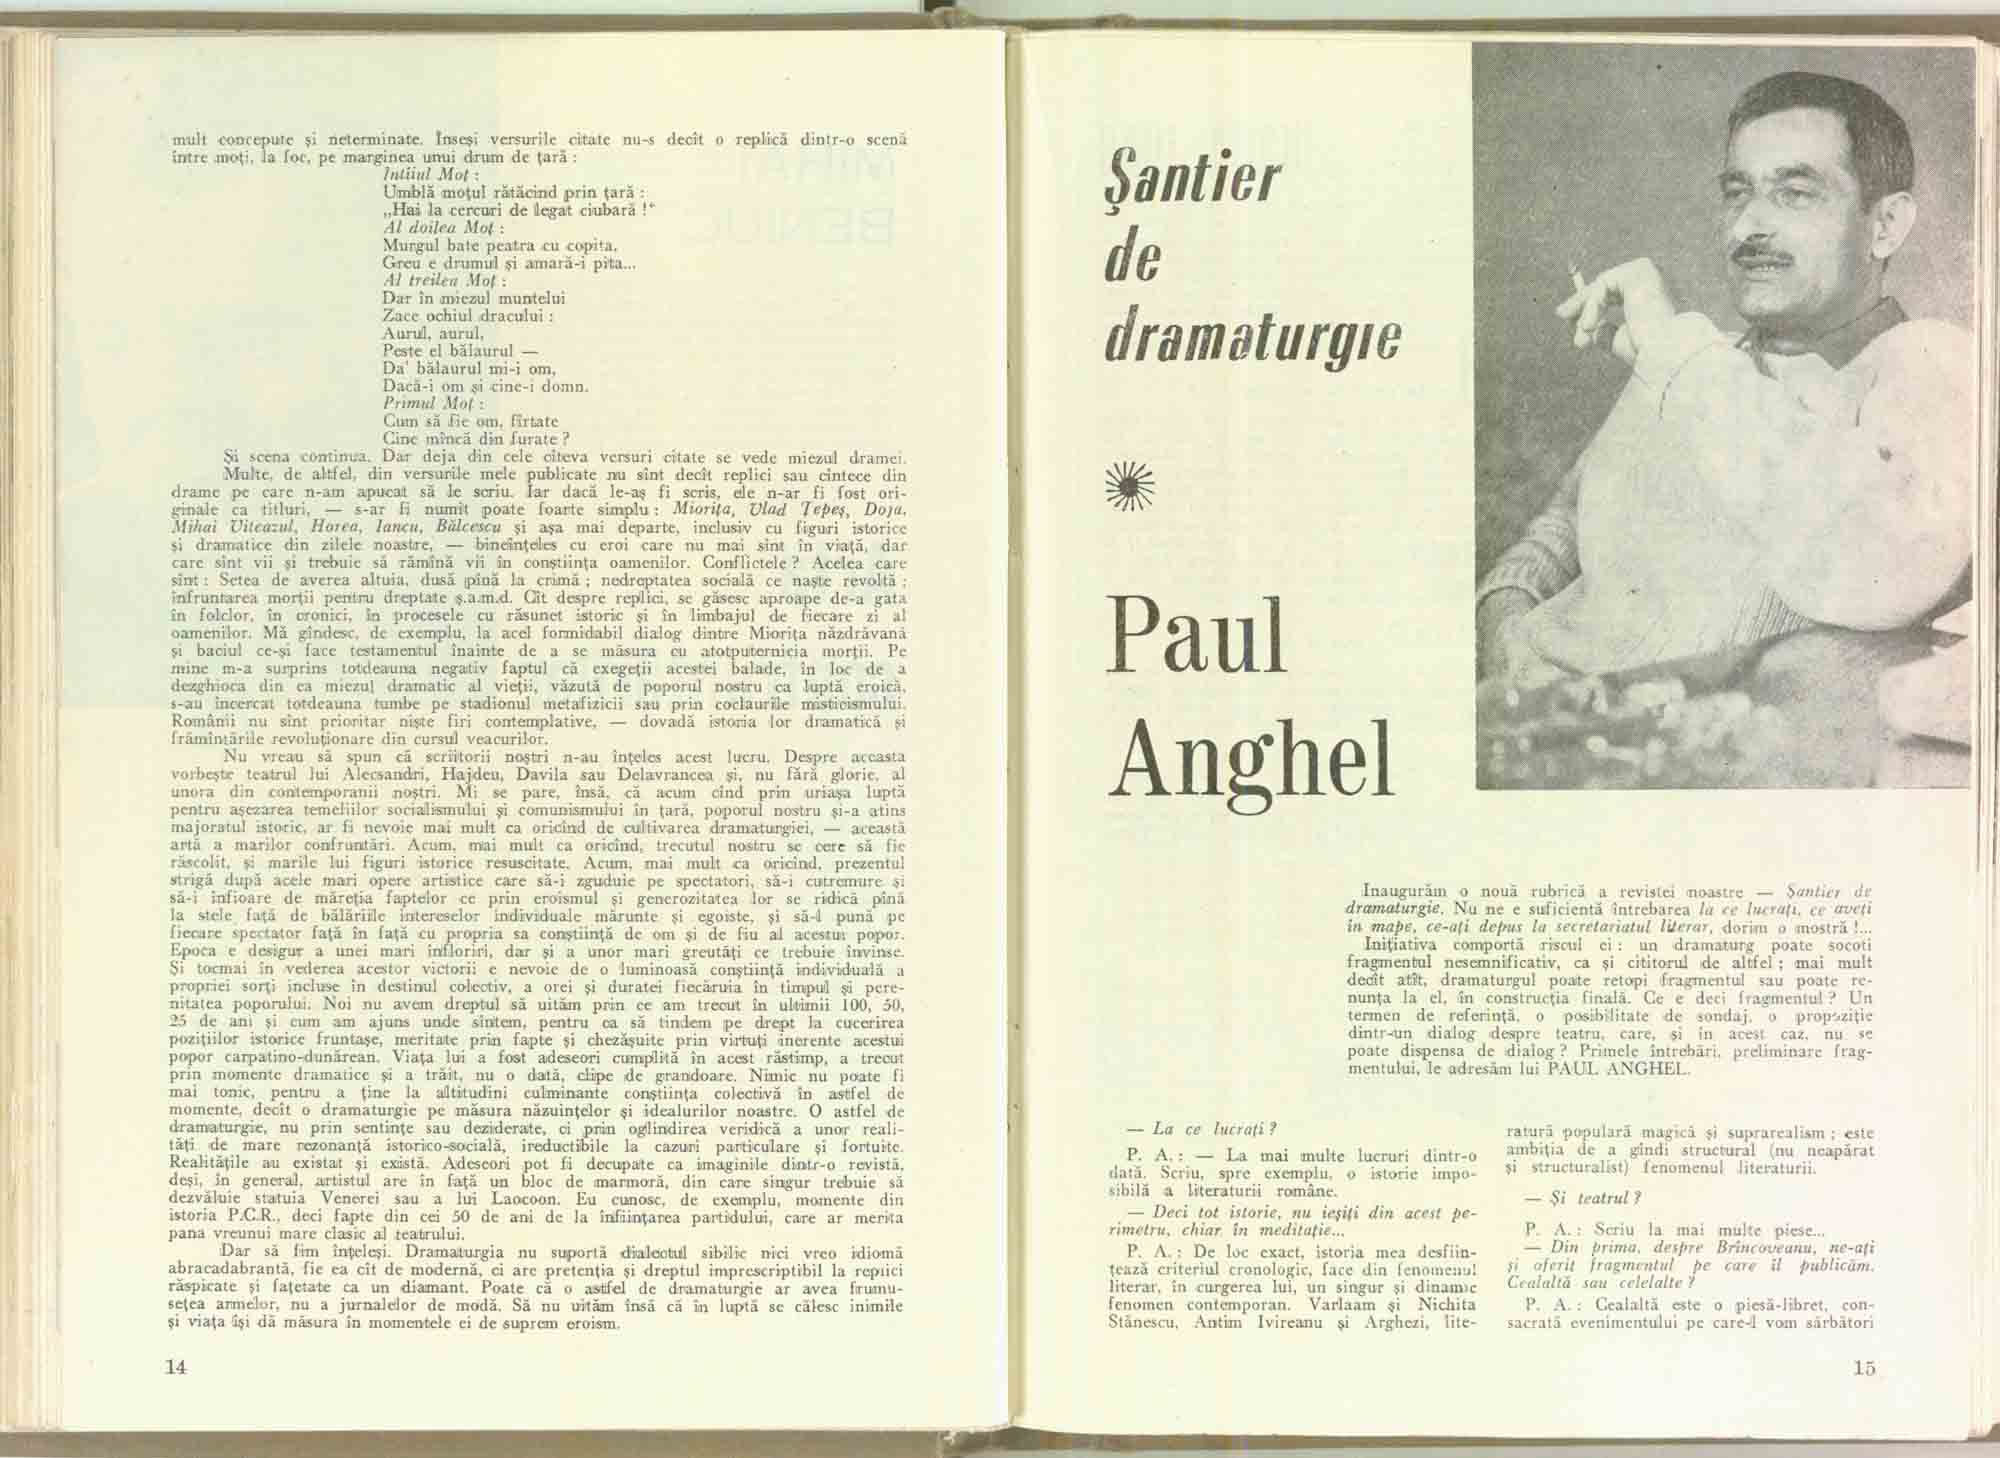 mult concepute și neterminate. Înseși versurile citate nu-s decît o replică dintr-o scenă
între moți, la foc, pe marginea unui drum de țară :
Intîiul Moț :
Umblă moțul rătăcind prin țară :
„Hai la cercuri de legat ciubară !“
Al doilea Moț :
Murgul bate peatra cu copita,
Greu e drumul și amară-i pita...
Al treilea Moț :
Dar în miezul muntelui
Zace ochiul dracului :
Aurul, aurul,
Peste el bălaurul —
Da' bălaurul mi-i om,
Dacă-i om și cine-i domn.
Primul Moț :
Cum să fie om, fîrtate
Cine mîncă din furate ?
Și scena continua. Dar deja din cele cîteva versuri citate se vede miezul dramei.
Multe, de altfel, din versurile mele publicate nu sînt decît replici sau cîntece din
drame pe care n-am apucat să le scriu. Iar dacă le-aș fi scris, ele n-ar fi fost ori-
ginale ca titluri, — s-ar fi numit poate foarte simplu : Miorița, Vlad Țepeș, Doja,
Mihai Viteazul, Horea, Iancu, Bălcescu și așa mai departe, inclusiv cu figuri istorice
și dramatice din zilele noastre, — bineînțeles cu eroi care nu mai sînt în viață, dar
care sînt vii și trebuie să rămînă vii în conștiința oamenilor. Conflictele ? Acelea care
sînt : Setea de averea altuia, dusă pînă la crimă ; nedreptatea socială ce naște revoltă ;
înfruntarea morții pentru dreptate ș.a.m.d. Cît despre replici, se găsesc aproape de-a gata
în folclor, în cronici, în procesele cu răsunet istoric și în limbajul de fiecare zi al
oamenilor. Mă gîndesc, de exemplu, la acel formidabil dialog dintre Miorița năzdrăvană
și baciul ce-și face testamentul înainte de a se măsura cu atotputernicia morții. Pe
mine m-a surprins totdeauna negativ faptul că exegeții acestei balade, în loc de a
dezghioca din ea miezul dramatic al vieții, văzută de poporul nostru ca luptă eroică,
s-au încercat totdeauna tumbe pe stadionul metafizicii sau prin coclaurile misticismului.
Românii nu sînt prioritar niște firi contemplative, — dovadă istoria lor dramatică și
frămîntările revoluționare din cursul veacurilor.
Nu vreau să spun că scriitorii noștri n-au înțeles acest lucru. Despre aceasta
vorbește teatrul lui Alecsandri, Hajdeu, Davila sau Delavrancea și, nu fără glorie, al
unora din contemporanii noștri. Mi se pare, însă, că acum cînd prin uriașa luptă
pentru așezarea temeliilor socialismului și comunismului în țară, poporul nostru și-a atins
majoratul istoric, ar fi nevoie mai mult ca oricînd de cultivarea dramaturgiei, — această
artă a marilor confruntări. Acum, mai mult ca oricînd, trecutul nostru se cere să fie
răscolit, și marile lui figuri istorice resuscitate. Acum, mai mult ca oricînd, prezentul
strigă după acele mari opere artistice care să-i zguduie pe spectatori, să-i cutremure și
să-i înfioare de măreția faptelor ce prin eroismul și generozitatea lor se ridică pînă
la stele față de bălăriile intereselor individuale mărunte și egoiste, și să-l pună pe
fiecare spectator față în față cu propria sa conștiință de om și de fiu al acestui popor.
Epoca e desigur a unei mari înfloriri, dar și a unor mari greutăți ce trebuie învinse.
Și tocmai în vederea acestor victorii e nevoie de o luminoasă conștiință individuală a
propriei sorți incluse în destinul colectiv, a orei și duratei fiecăruia în timpul și pere-
nitatea poporului. Noi nu avem dreptul să uităm prin ce am trecut în ultimii 100, 50,
25 de ani și cum am ajuns unde sîntem, pentru ca să tindem pe drept la cucerirea
pozițiilor istorice fruntașe, meritate prin fapte și chezășuite prin virtuți inerente acestui
popor carpatino-dunărean. Viața lui a fost adeseori cumplită în acest răstimp, a trecut
prin momente dramatice și a trăit, nu o dată, clipe de grandoare. Nimic nu poate fi
mai tonic, pentru a ține la altitudini culminante conștiința colectivă în astfel de
momente, decît o dramaturgie pe măsura năzuințelor și idealurilor noastre. O astfel de
dramaturgie, nu prin sentințe sau deziderate, ci prin oglindirea veridică a unor reali-
tăți de mare rezonanță istorico-socială, ireductibile la cazuri particulare și fortuite.
Realitățile au existat și există. Adeseori pot fi decupate ca imaginile dintr-o revistă,
deși, în general, artistul are în față un bloc de marmoră, din care singur trebuie să
dezvăluie statuia Venerei sau a lui Laocoon. Eu cunosc, de exemplu, momente din
istoria P.C.R., deci fapte din cei 50 de ani de la înființarea partidului, care ar merita
pana vreunui mare clasic al teatrului.
Dar să fim înțeleși. Dramaturgia nu suportă dialectul sibilic nici vreo idiomă
abracadabrantă, fie ea cît de modernă, ci are pretenția și dreptul imprescriptibil la replici
răspicate și fațetate ca un diamant. Poate că o astfel de dramaturgie ar avea frumu-
sețea armelor, nu a jurnalelor de modă. Să nu uităm însă că în luptă se călesc inimile
și viața își dă măsura în momentele ei de suprem eroism.
14
Șantier
de
dramaturgie
Paul
Anghel
Inaugurăm o nouă rubrică a revistei noastre — Șantier de
dramaturgie. Nu ne e suficientă întrebarea la ce lucrați, ce aveți
în mape, ce-ați depus la secretariatul literar, dorim o mostră !...
Inițiativa comportă riscul ei : un dramaturg poate socoti
fragmentul nesemnificativ, ca și cititorul de altfel ; mai mult
decît atît, dramaturgul poate retopi fragmentul sau poate re-
nunța la el, în construcția finală. Ce e deci fragmentul ? Un
termen de referință, o posibilitate de sondaj, o propoziție
dintr-un dialog despre teatru, care, și în acest caz, nu se
poate dispensa de dialog ? Primele întrebări, preliminare frag-
mentului, le adresăm lui PAUL ANGHEL.
— La ce lucrați ?
P. A. : — La mai multe lucruri dintr-o
dată. Scriu, spre exemplu, o istorie impo-
sibilă a literaturii române.
— Deci tot istorie, nu ieșiți din acest pe-
rimetru, chiar în meditație...
P. A. : De loc exact, istoria mea desfiin-
țează criteriul cronologic, face din fenomenul
literar, în curgerea lui, un singur și dinamic
fenomen contemporan. Varlaam și Nichita
Stănescu, Antim Ivireanu și Arghezi, lite-
ratură populară magică și suprarealism ; este
ambiția de a gîndi structural (nu neapărat
și structuralist) fenomenul literaturii.
— Și teatrul ?
P. A. : Scriu la mai multe piese...
— Din prima, despre Brîncoveanu, ne-ați
și oferit fragmentul pe care îl publicăm.
Cealaltă sau celelalte ?
P. A. : Cealaltă este o piesă-libret, con-
sacrată evenimentului pe care-l vom sărbători
15